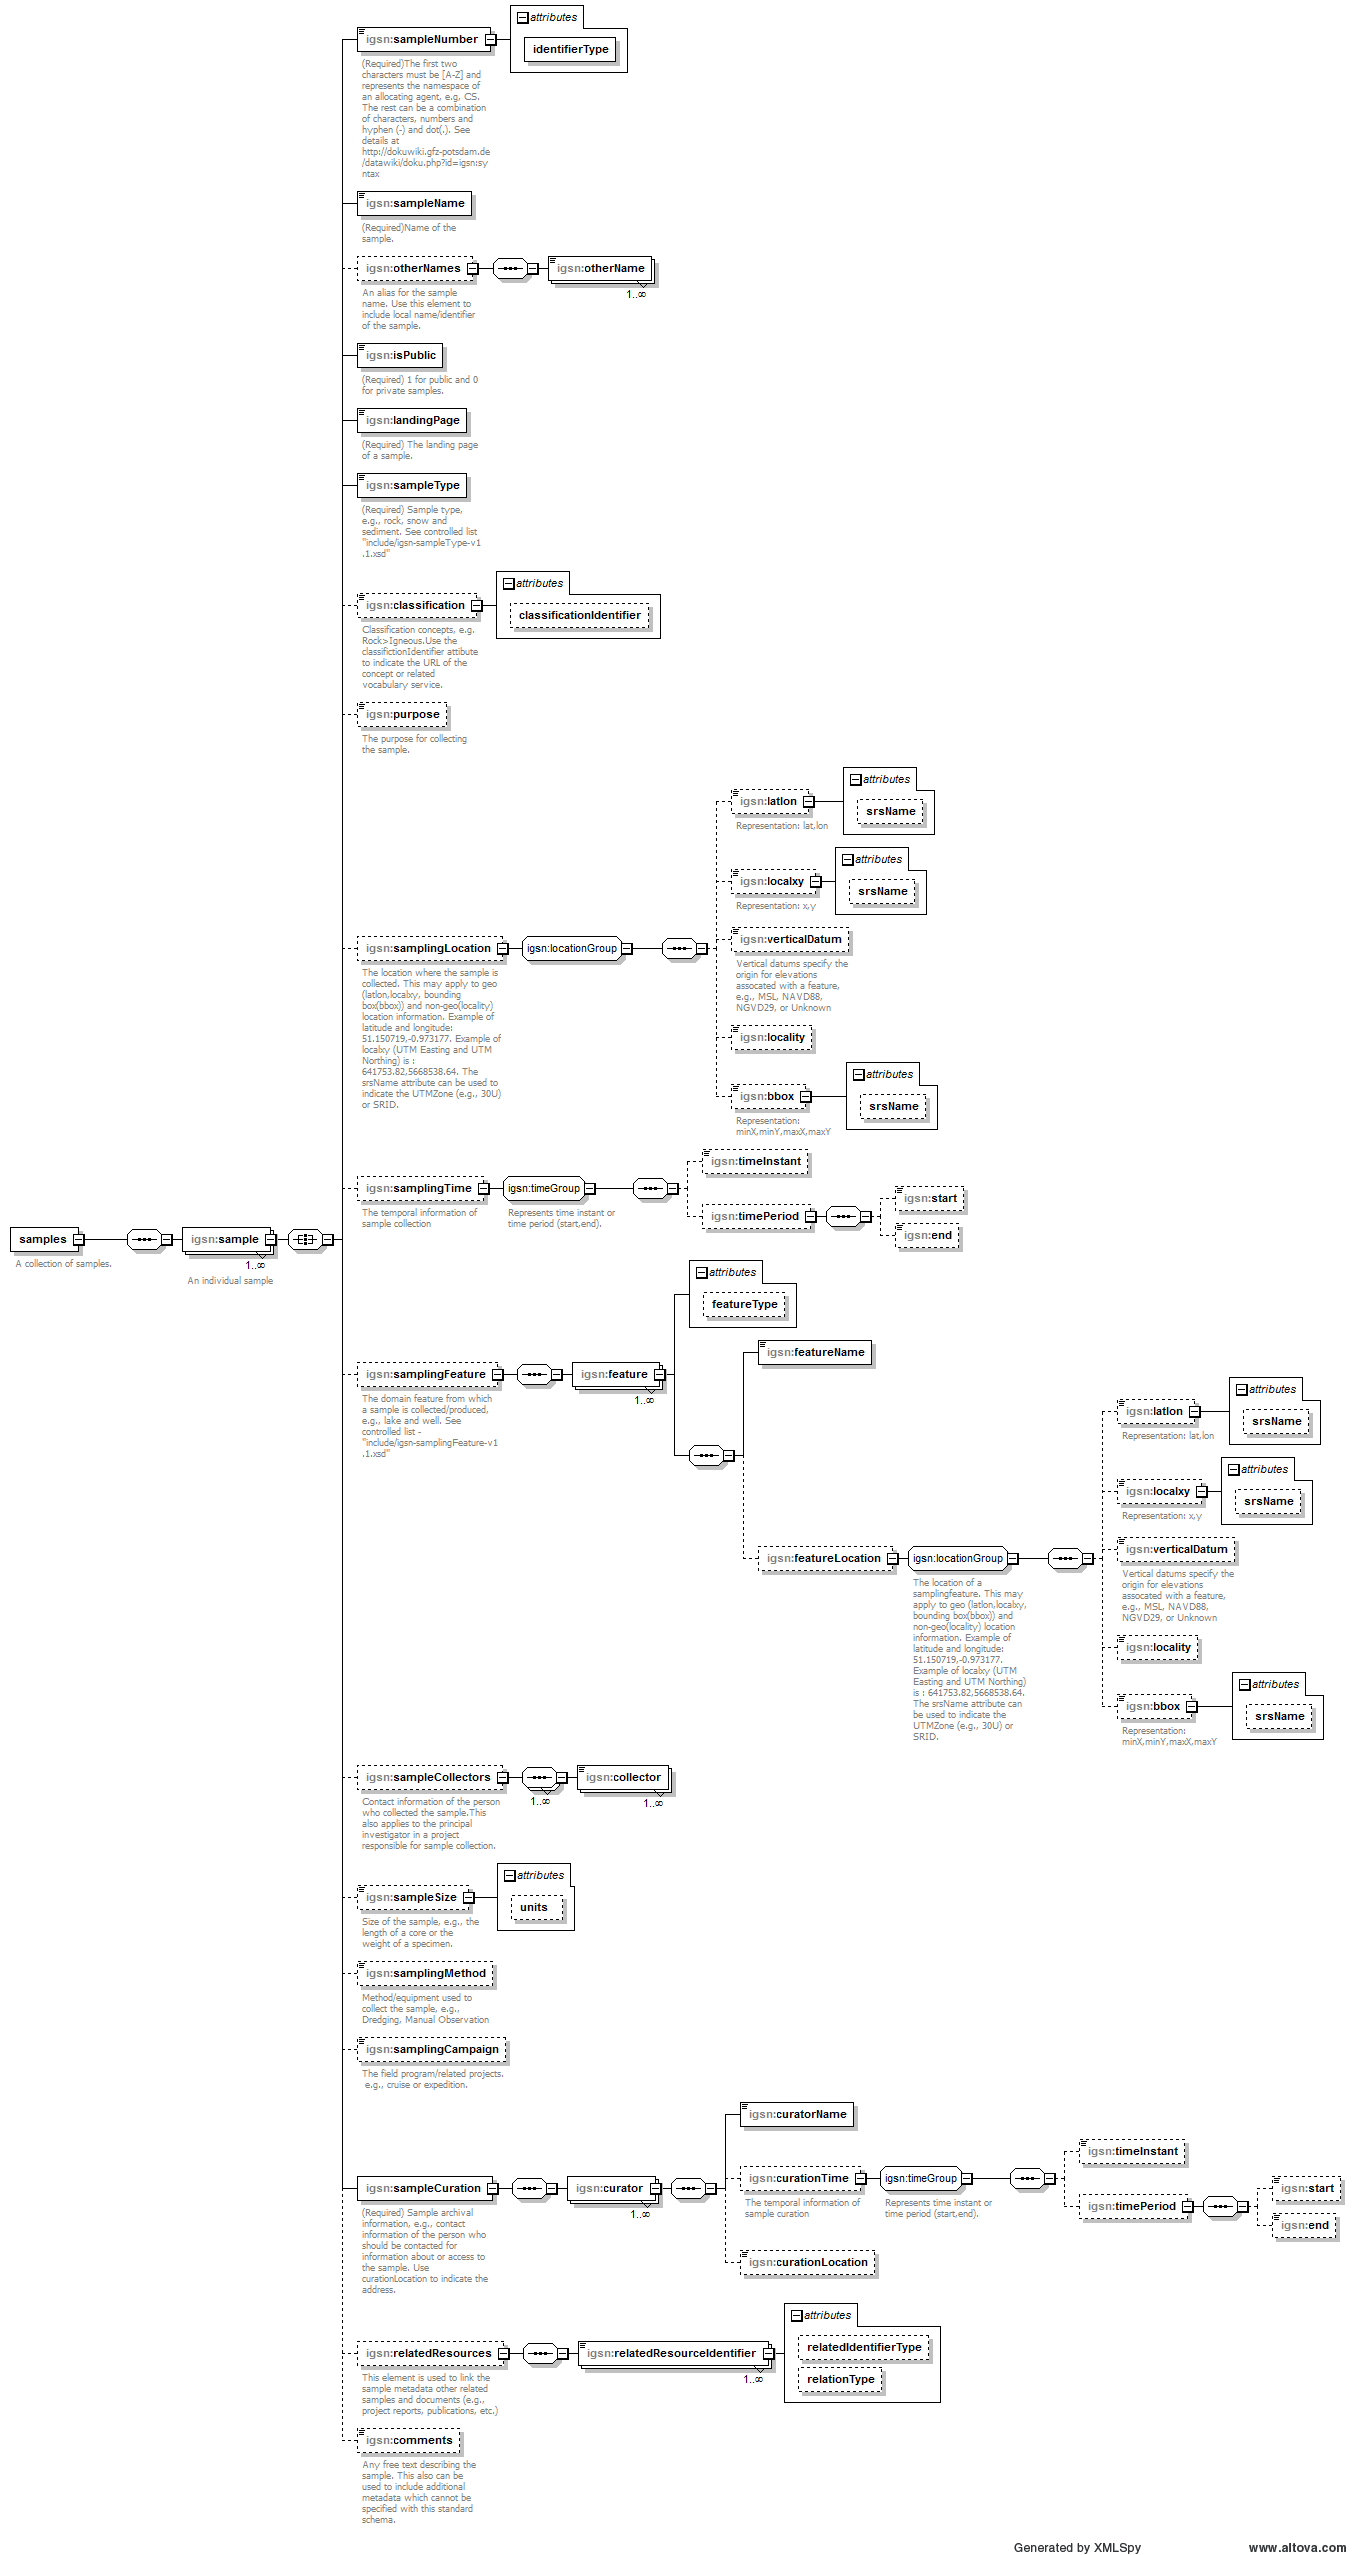 attributes
igsn:sampleNumber
identifierType
(Required)The first two
characters must be [A-Z] and
represents the namespace of
an allocating agent, e.g, CS.
The rest can be a combination
of characters, numbers and
hyphen (-) and dot(.). See
details at
http://dokuwiki.gfz-potsdam.de
/datawiki/doku.php?id=igsn:sy
ntax
igsn:sampleName
(Required)Name of the
sample.
igsn:otherNames
igsn:otherName
1..∞
An alias for the sample
name. Use this element to
include local name/identifier
of the sample.
igsn:isPublic
(Required) 1 for public and 0
for private samples.
igsn:landingPage
(Required) The landing page
of a sample.
igsn:sampleType
(Required) Sample type,
e.g., rock, snow and
sediment. See controlled list
"include/igsn-sampleType-v1
.1.xsd"
attributes
igsn:classification
classificationIdentifier
Classification concepts, e.g.
Rock>Igneous.Use the
classifictionIdentifier attibute
to indicate the URL of the
concept or related
vocabulary service.
igsn:purpose
The purpose for collecting
the sample.
attributes
igsn:latlon
srsName
Representation: lat,lon
attributes
igsn:localxy
srsName
Representation: x,y
igsn:verticalDatum
Vertical datums specify the
origin for elevations
assocated with a feature,
e.g., MSL, NAVD88,
NGVD29, or Unknown
igsn:samplingLocation
igsn:locationGroup
The location where the sample is
collected. This may apply to geo
(latlon,localxy, bounding
box(bbox)) and non-geo(locality)
location information. Example of
latitude and longitude:
51.150719,-0.973177. Example of
localxy (UTM Easting and UTM
Northing) is :
641753.82,5668538.64. The
srsName attribute can be used to
indicate the UTMZone (e.g., 30U)
or SRID.
igsn:locality
attributes
igsn:bbox
srsName
Representation:
minX,minY,maxX,maxY
igsn:timeInstant
igsn:samplingTime
igsn:timeGroup
The temporal information of
sample collection
Represents time instant or
time period (start,end).
igsn:timePeriod
igsn:start
igsn:end
samples
A collection of samples.
igsn:sample
1..∞
An individual sample
attributes
featureType
igsn:featureName
igsn:samplingFeature
igsn:feature
1..∞
The domain feature from which
a sample is collected/produced,
e.g., lake and well. See
controlled list -
"include/igsn-samplingFeature-v1
.1.xsd"
attributes
igsn:latlon
srsName
Representation: lat,lon
attributes
igsn:localxy
srsName
Representation: x,y
igsn:verticalDatum
Vertical datums specify the
origin for elevations
assocated with a feature,
e.g., MSL, NAVD88,
NGVD29, or Unknown
igsn:featureLocation
igsn:locationGroup
The location of a
samplingfeature. This may
apply to geo (latlon,localxy,
bounding box(bbox)) and
non-geo(locality) location
information. Example of
latitude and longitude:
51.150719,-0.973177.
Example of localxy (UTM
Easting and UTM Northing)
is : 641753.82,5668538.64.
The srsName attribute can
be used to indicate the
UTMZone (e.g., 30U) or
SRID.
igsn:locality
attributes
igsn:bbox
srsName
Representation:
minX,minY,maxX,maxY
igsn:sampleCollectors
1..∞
igsn:collector
1..∞
Contact information of the person
who collected the sample.This
also applies to the principal
investigator in a project
responsible for sample collection.
attributes
igsn:sampleSize
units
Size of the sample, e.g., the
length of a core or the
weight of a specimen.
igsn:samplingMethod
Method/equipment used to
collect the sample, e.g.,
Dredging, Manual Observation
igsn:samplingCampaign
The field program/related projects.
e.g., cruise or expedition.
igsn:curatorName
igsn:sampleCuration
igsn:curator
1..∞
(Required) Sample archival
information, e.g., contact
information of the person who
should be contacted for
information about or access to
the sample. Use
curationLocation to indicate the
address.
igsn:curationTime
The temporal information of
sample curation
igsn:timeGroup
Represents time instant or
time period (start,end).
igsn:timeInstant
igsn:timePeriod
igsn:start
igsn:end
igsn:curationLocation
attributes
igsn:relatedResources
igsn:relatedResourceIdentifier
1..∞
relatedIdentifierType
relationType
This element is used to link the
sample metadata other related
samples and documents (e.g.,
project reports, publications, etc.)
igsn:comments
Any free text describing the
sample. This also can be
used to include additional
metadata which cannot be
specified with this standard
schema.
Generated by XMLSpy
www.altova.com